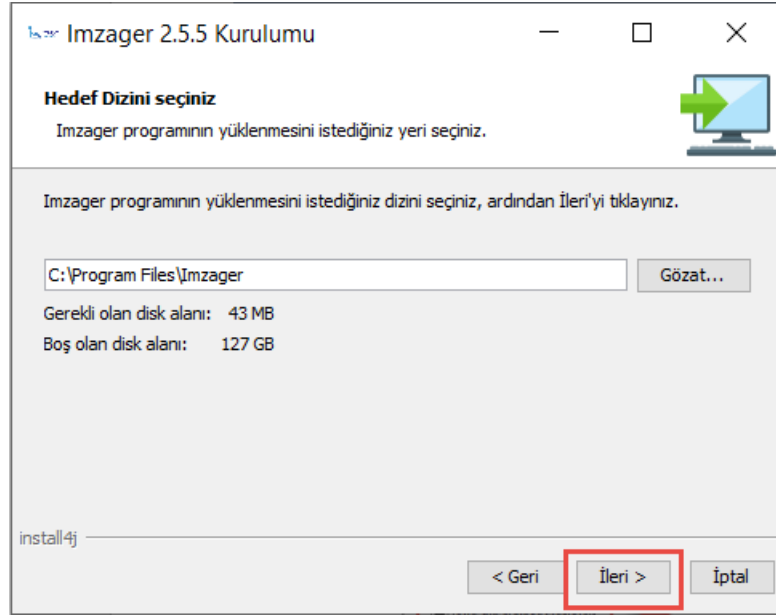 Imzager 2.5.5 Kurulumu
Hedef Dizini seçiniz
Imzager programının yüklenmesini istediğiniz yeri seçiniz.
Imzager programının yüklenmesini istediğiniz dizini seçiniz, ardından İleri'yi tıklayınız.
C:\Program Files\Imzager
Gözat...
Gerekli olan disk alanı: 43 MB
Boş olan disk alanı: 127 GB
install4j
< Geri
İleri >
İptal